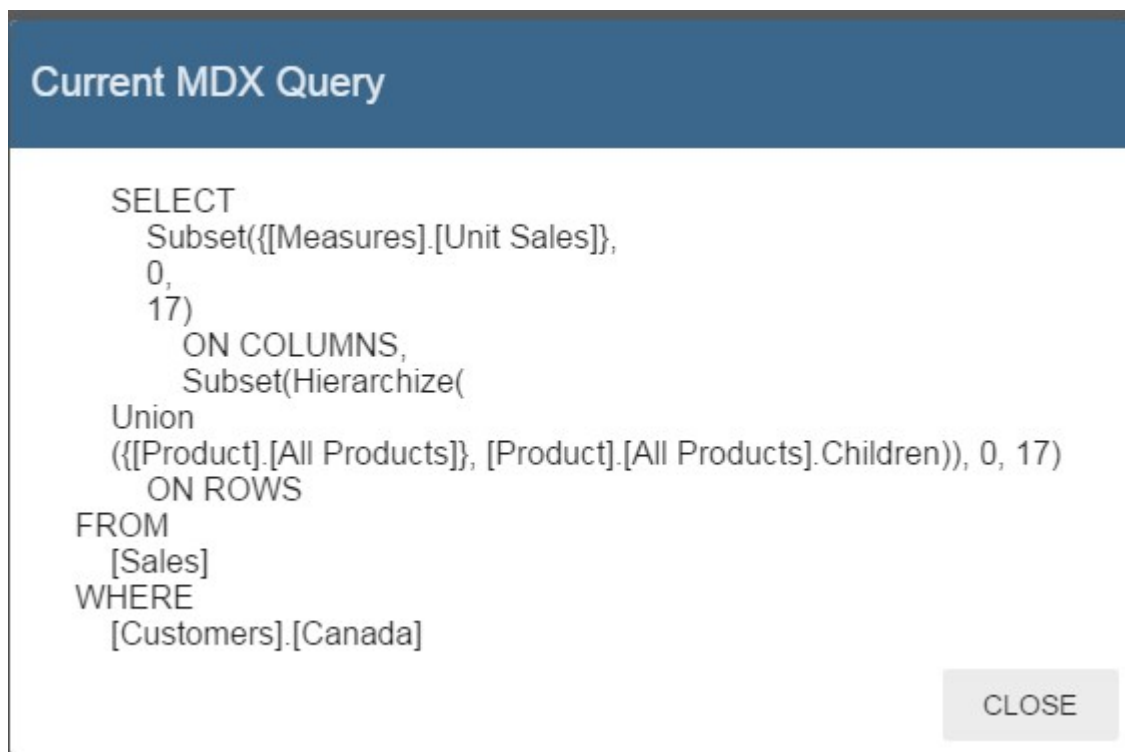 Current MDX Query
SELECT
Subset({[Measures].[Unit Sales]},
0,
17)
ON COLUMNS,
Subset(Hierarchize(
Union
({[Product].[All Products]}, [Product].[All Products].Children)), 0, 17)
ON ROWS
FROM
[Sales]
WHERE
[Customers].[Canada]
CLOSE